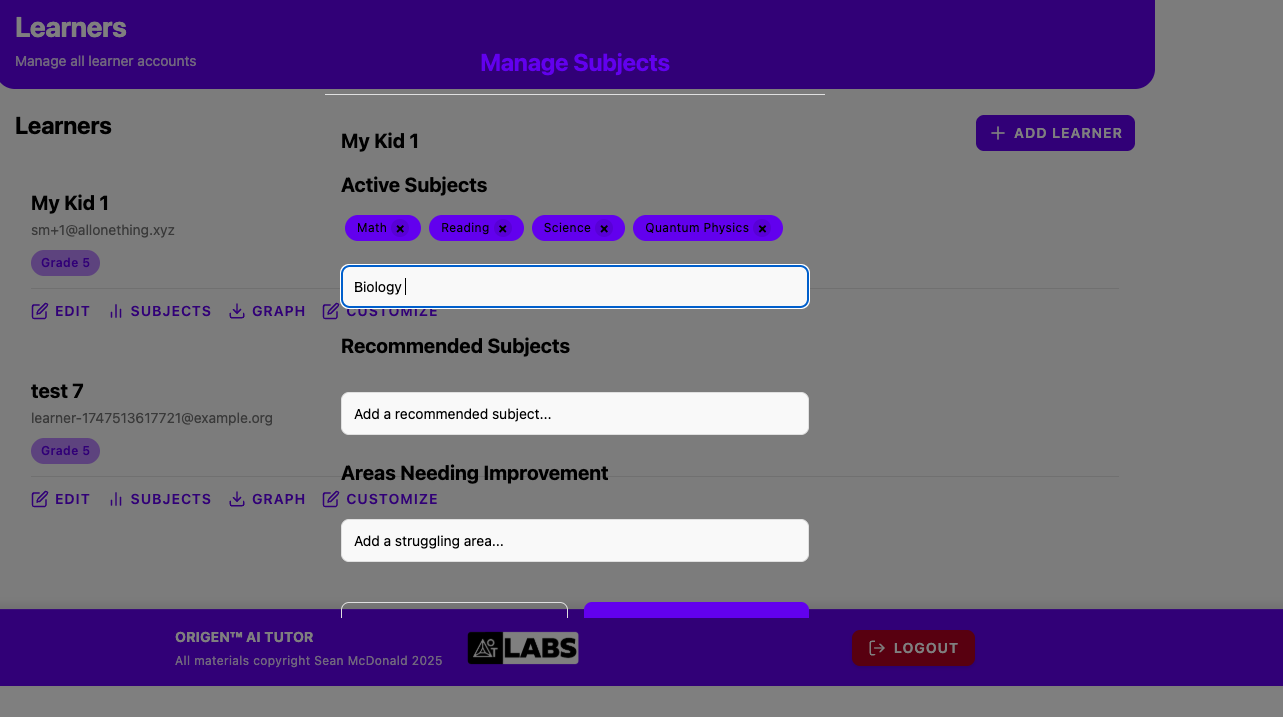 Learners
Manage all learner accounts
Manage Subjects
Learners
ADD LEARNER
My Kid 1
Active Subjects
Math × Reading × Science × Quantum Physics ×
Biology
Recommended Subjects
Add a recommended subject...
Areas Needing Improvement
Add a struggling area...
My Kid 1
sm+1@allonething.xyz
Grade 5
EDIT SUBJECTS GRAPH CUSTOMIZE
test 7
learner-1747513617721@example.org
Grade 5
EDIT SUBJECTS GRAPH CUSTOMIZE
ORIGEN™ AI TUTOR
All materials copyright Sean McDonald 2025
LABS
LOGOUT